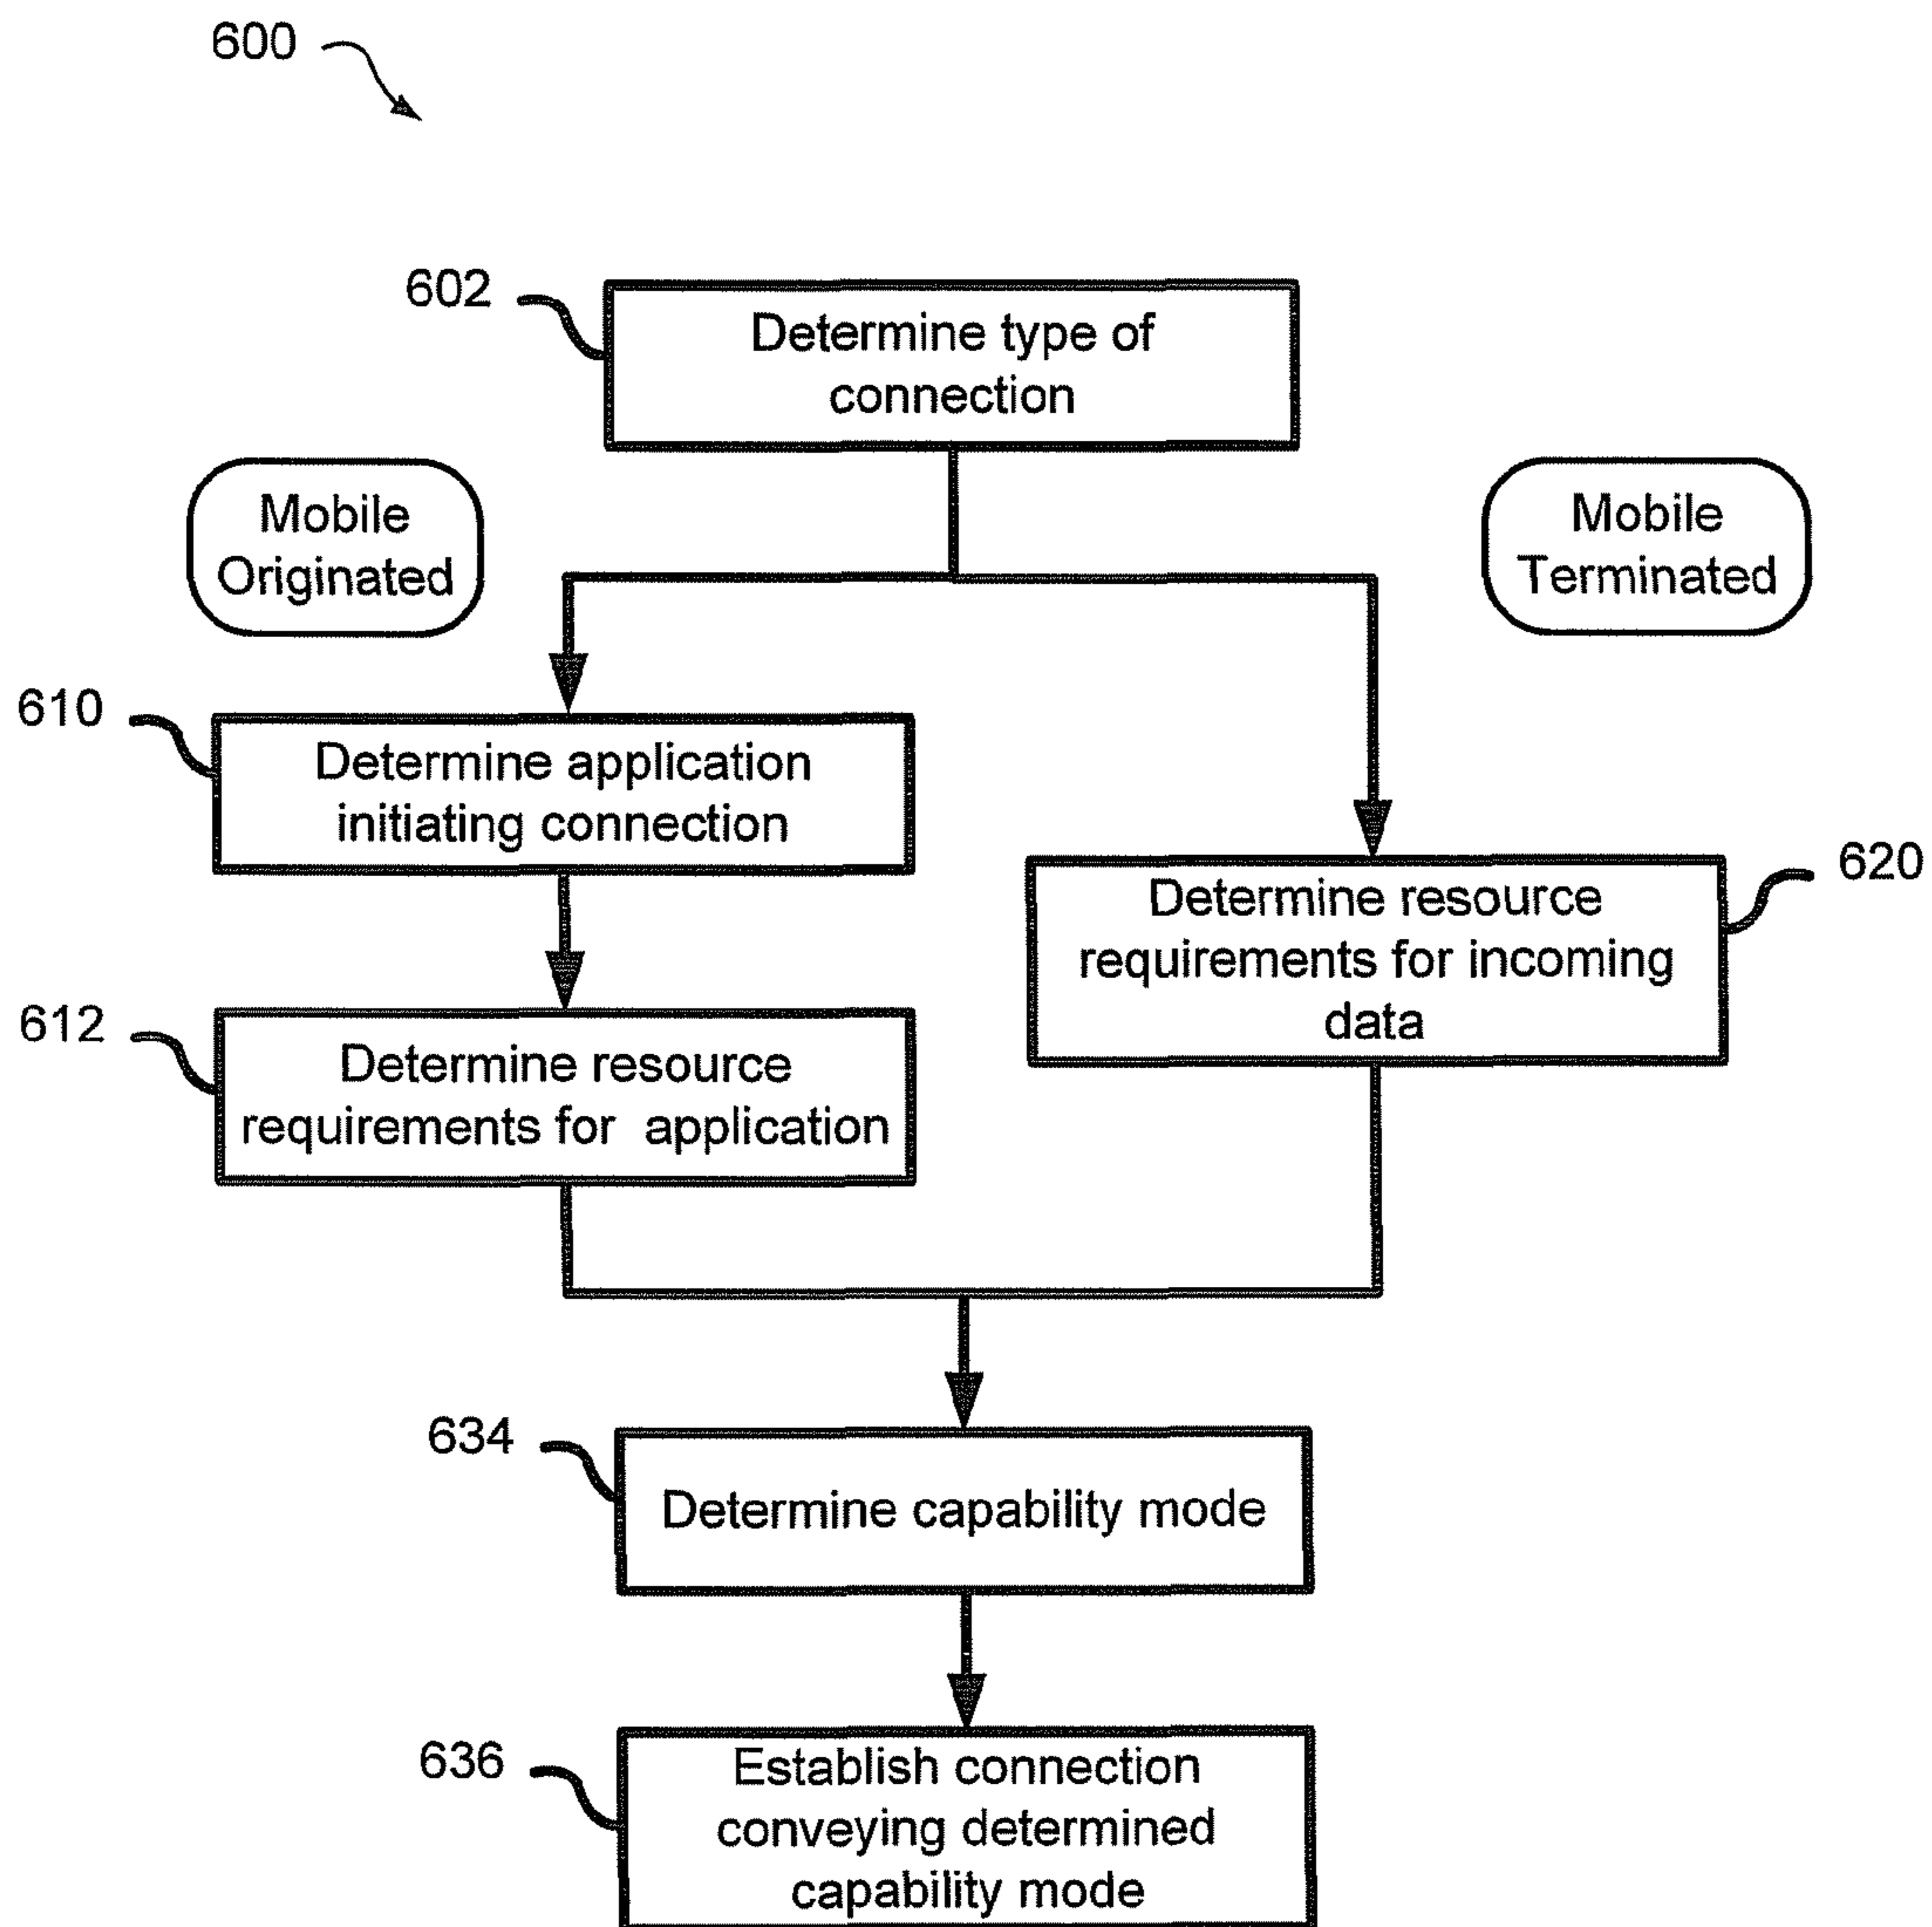 600
602
Determine type of
connection
Mobile
Originated
Mobile
Terminated
610
Determine application
initiating connection
620
Determine resource
requirements for incoming
data
612
Determine resource
requirements for application
634
Determine capability mode
636
Establish connection
conveying determined
capability mode